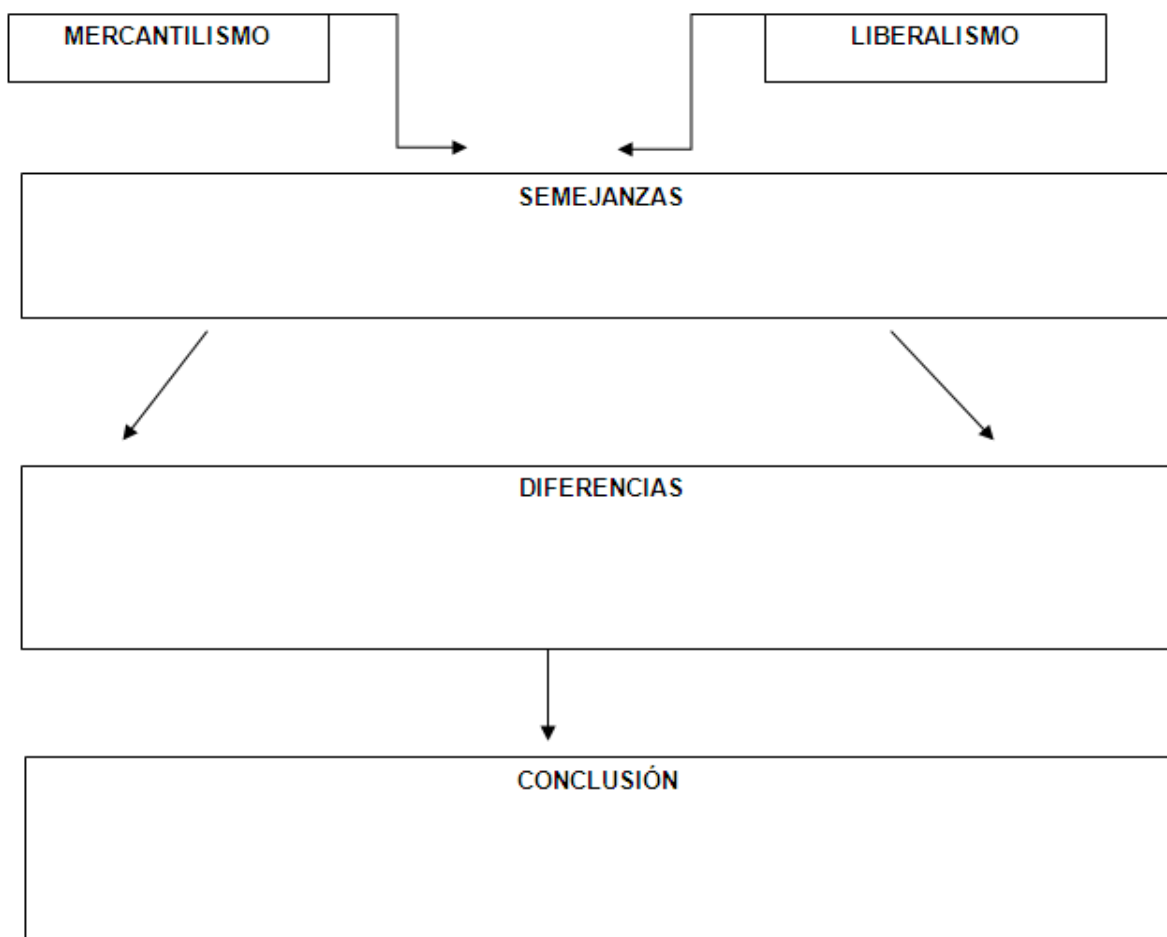 MERCANTILISMO
LIBERALISMO
SEMEJANZAS
DIFERENCIAS
CONCLUSIÓN